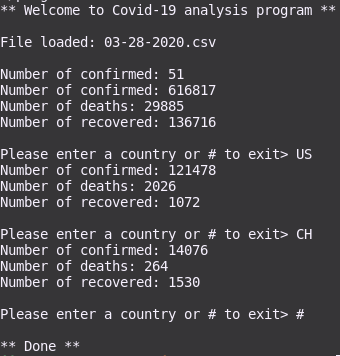 ** Welcome to Covid-19 analysis program **
File loaded: 03-28-2020.csv
Number of confirmed: 51
Number of confirmed: 616817
Number of deaths: 29885
Number of recovered: 136716
Please enter a country or # to exit> US
Number of confirmed: 121478
Number of deaths: 2026
Number of recovered: 1072
Please enter a country or # to exit> CH
Number of confirmed: 14076
Number of deaths: 264
Number of recovered: 1530
Please enter a country or # to exit> #
** Done **